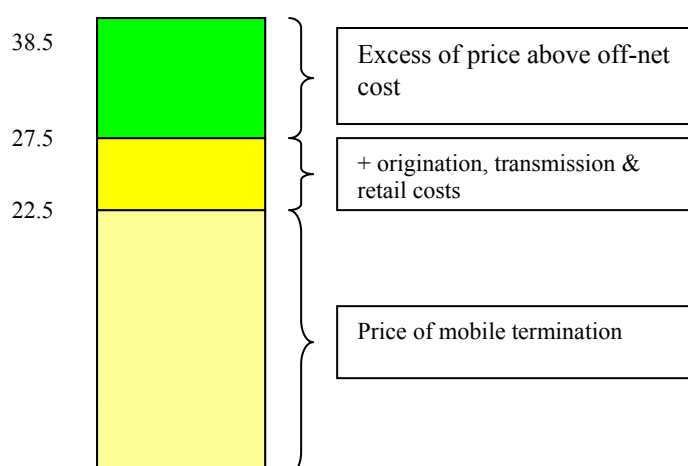 38.5
Excess of price above off-net
cost
27.5
+ origination, transmission &
retail costs
22.5
Price of mobile termination